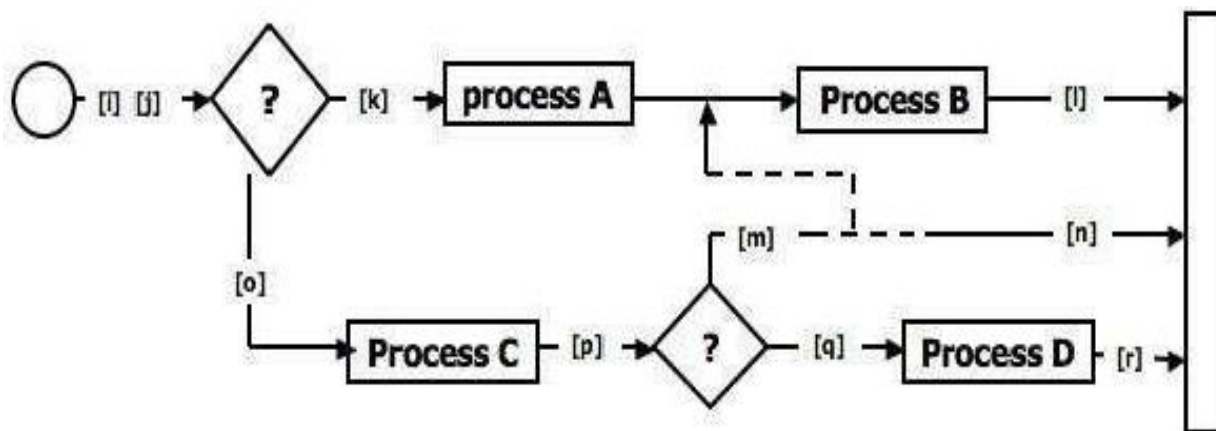 [I] [j]
?
[k]
process A
Process B
[l]
[m]
[n]
[o]
Process C
[p]
?
[q]
Process D
[r]